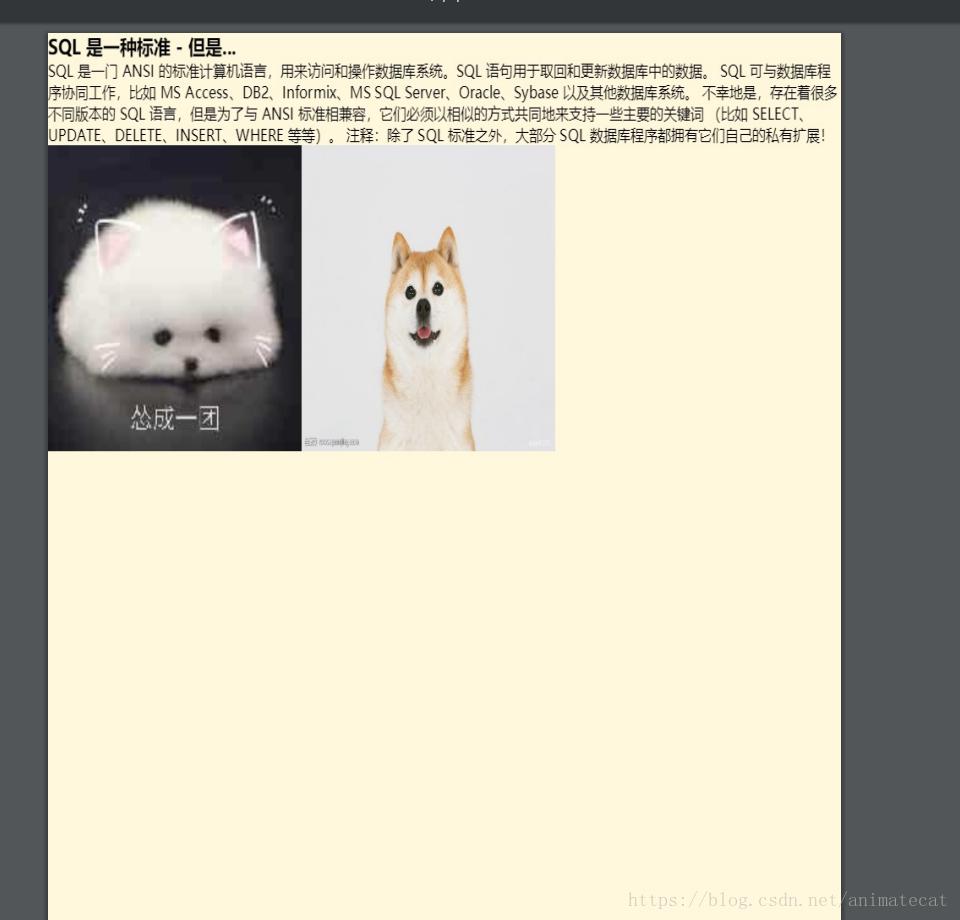 SQL 是一种标准 - 但是...
SQL 是一门 ANSI 的标准计算机语言，用来访问和操作数据库系统。SQL 语句用于取回和更新数据库中的数据。 SQL 可与数据库程
序协同工作，比如 MS Access、DB2、Informix、MS SQL Server、Oracle、Sybase 以及其他数据库系统。 不幸地是，存在着很多
不同版本的 SQL 语言，但是为了与 ANSI 标准相兼容，它们必须以相似的方式共同地来支持一些主要的关键词 （比如 SELECT、
UPDATE、DELETE、INSERT、WHERE 等等）。 注释：除了 SQL 标准之外，大部分 SQL 数据库程序都拥有它们自己的私有扩展！
怂成一团
https://blog.csdn.net/animatecat